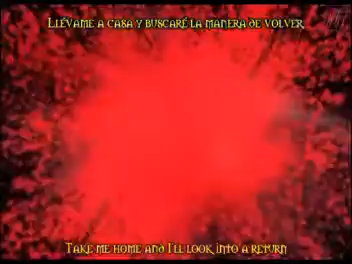 Llévame a casa y buscaré la manera de volver
Take me home and I'll look into a return